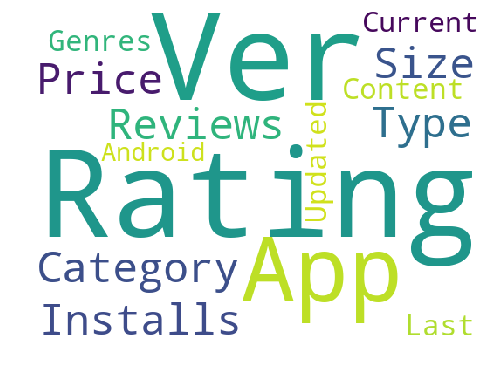 Ver
Current
Genres
Size
Price
Content
Reviews
Type
Android
Updated
Rating
App
Category
Installs
Last